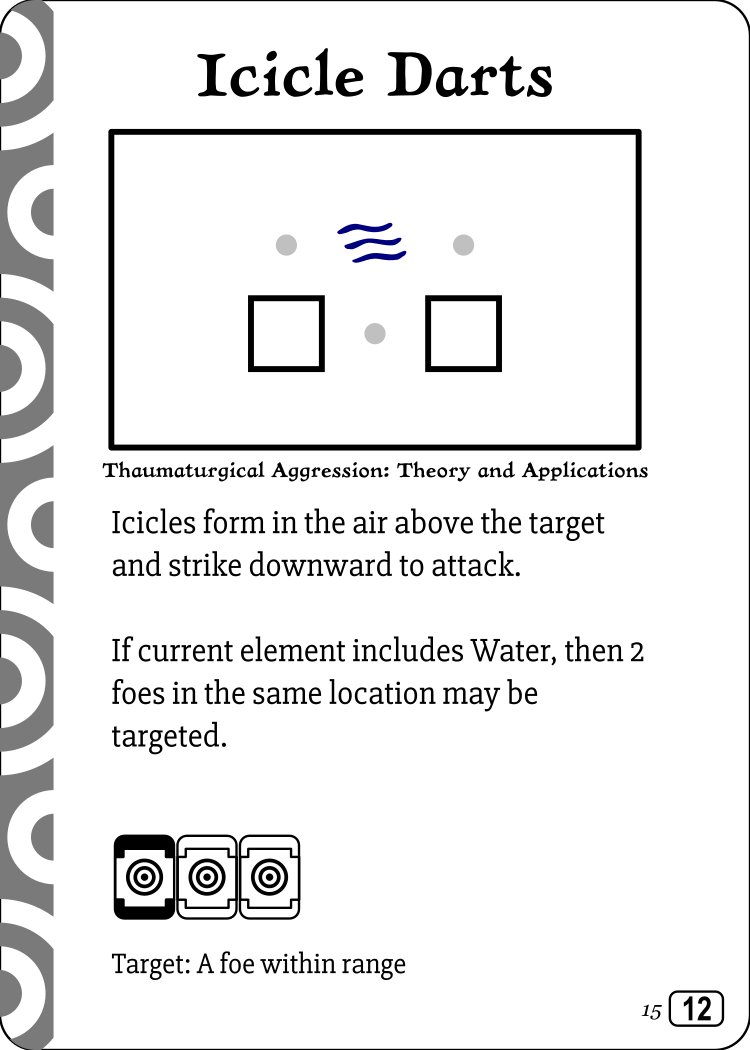 Icicle Darts
Thaumaturgical Aggression: Theory and Applications
Icicles form in the air above the target
and strike downward to attack.
If current element includes Water, then 2
foes in the same location may be
targeted.
Target: A foe within range
15 12